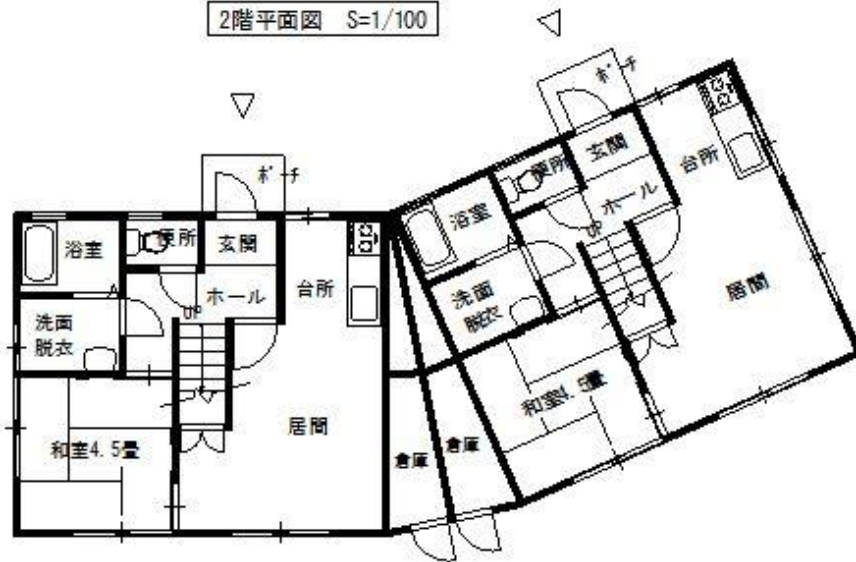 2階平面図 S=1/100
ポーチ
浴室
便所
玄関
台所
ホール
UP
洗面
脱衣
居間
和室4.5畳
倉庫
倉庫
ポーチ
玄関
台所
便所
ホール
浴室
UP
洗面
脱衣
居間
和室4.5畳